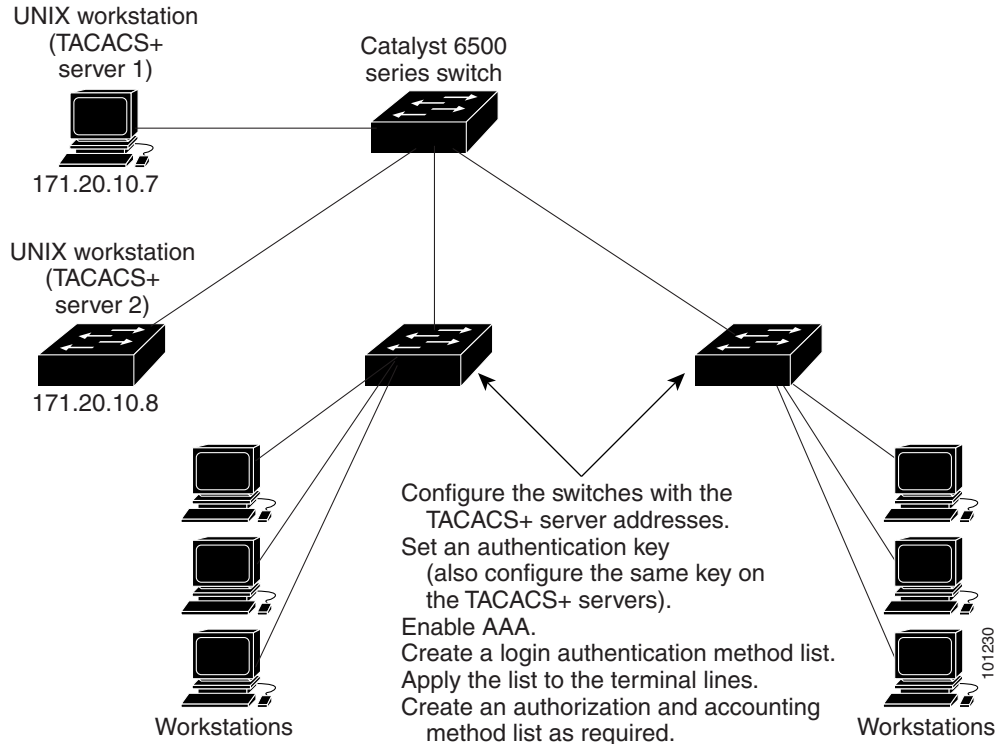 UNIX workstation
(TACACS+
server 1)
Catalyst 6500
series switch
171.20.10.7
UNIX workstation
(TACACS+
server 2)
171.20.10.8
Configure the switches with the
TACACS+ server addresses.
Set an authentication key
(also configure the same key on
the TACACS+ servers).
Enable AAA.
Create a login authentication method list.
Apply the list to the terminal lines.
Create an authorization and accounting
method list as required.
Workstations
Workstations
101230